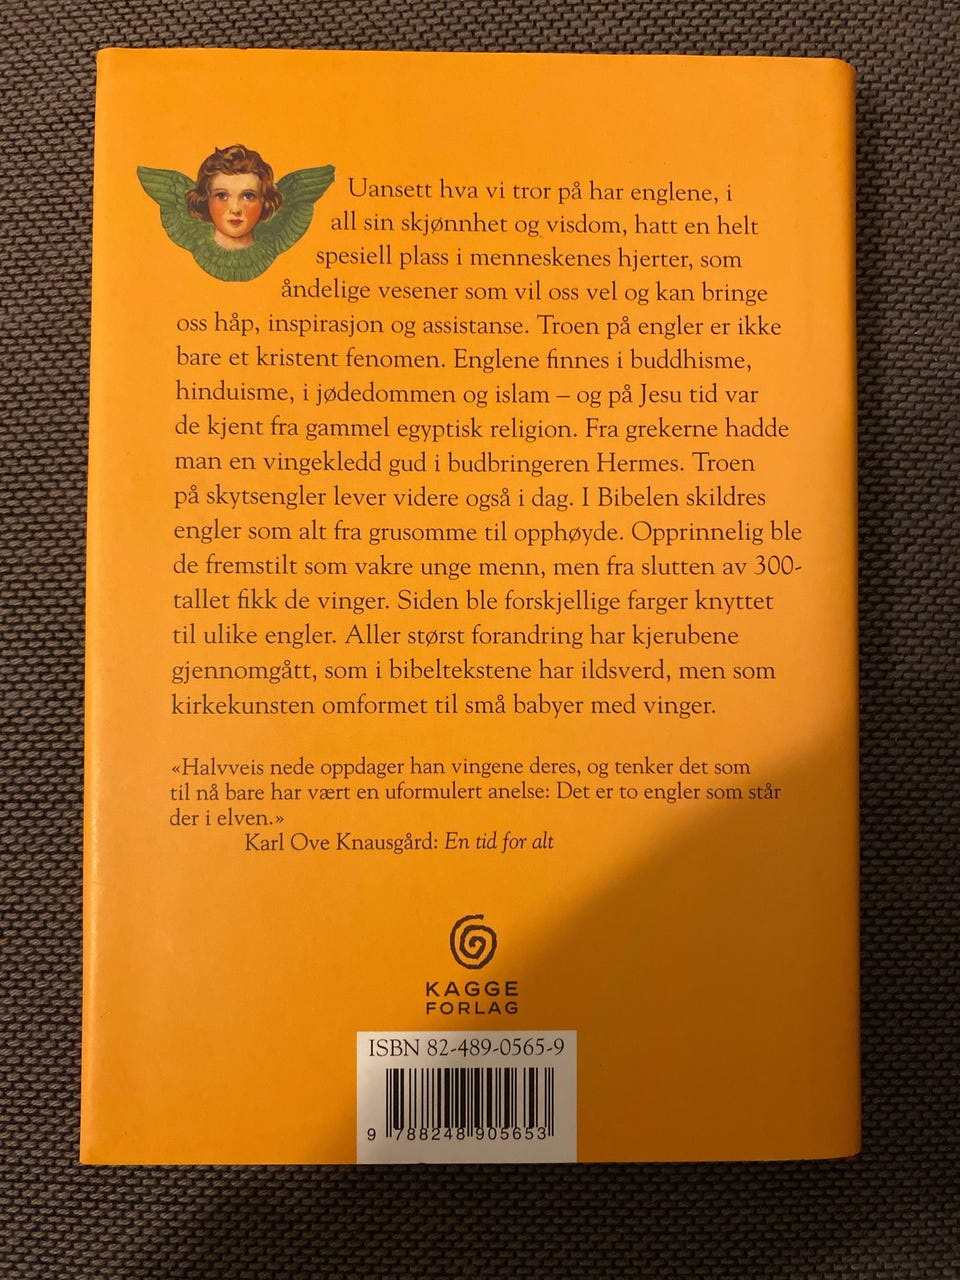 Uansett hva vi tror på har englene, i
all sin skjønnhet og visdom, hatt en helt
spesiell plass i menneskenes hjerter, som
åndelige vesener som vil oss vel og kan bringe
oss håp, inspirasjon og assistanse. Troen på engler er ikke
bare et kristent fenomen. Englene finnes i buddhisme,
hinduisme, i jødedommen og islam – og på Jesu tid var
de kjent fra gammel egyptisk religion. Fra grekerne hadde
man en vingekledd gud i budbringeren Hermes. Troen
på skytsengler lever videre også i dag. I Bibelen skildres
engler som alt fra grusomme til opphøyde. Opprinnelig ble
de fremstilt som vakre unge menn, men fra slutten av 300-
tallet fikk de vinger. Siden ble forskjellige farger knyttet
til ulike engler. Aller størst forandring har kjerubene
gjennomgått, som i bibeltekstene har ildsverd, men som
kirkekunsten omformet til små babyer med vinger.
«Halvveis nede oppdager han vingene deres, og tenker det som
til nå bare har vært en uformulert anelse: Det er to engler som står
der i elven.»
Karl Ove Knausgård: En tid for alt
KAGGE
FORLAG
ISBN 82-489-0565-9
9 788248 905653